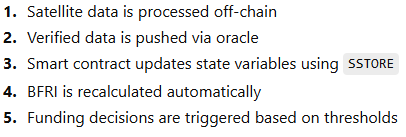 1. Satellite data is processed off-chain
2. Verified data is pushed via oracle
3. Smart contract updates state variables using SSTORE
4. BFRI is recalculated automatically
5. Funding decisions are triggered based on thresholds